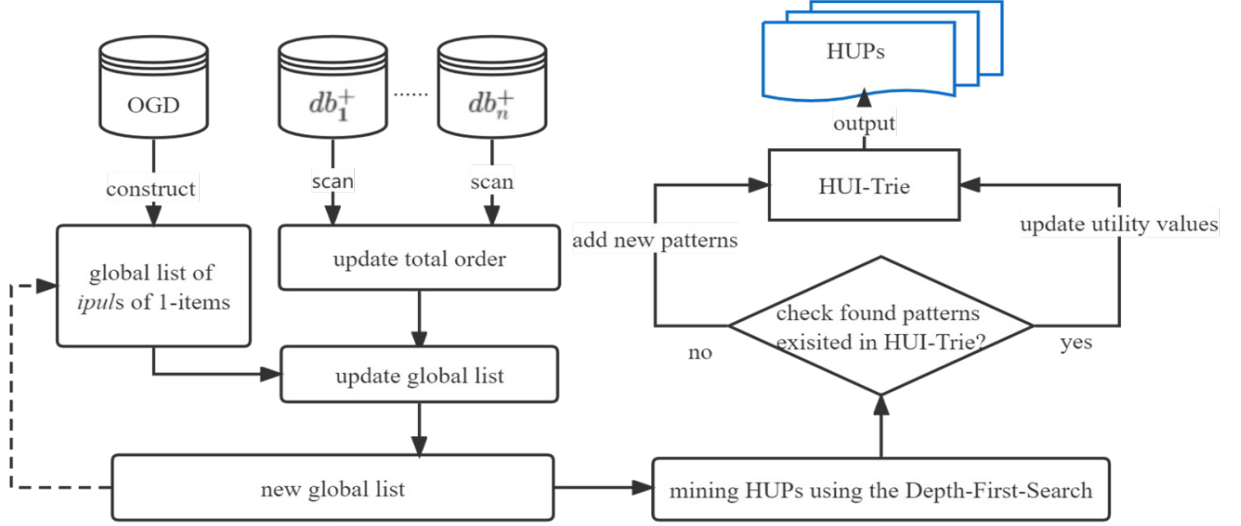 OGD
db₁⁺
......
dbₙ⁺
construct
scan
scan
global list of
ipuls of 1-items
update total order
update global list
new global list
mining HUPs using the Depth-First-Search
check found patterns
exisited in HUI-Trie?
no
yes
add new patterns
update utility values
HUI-Trie
output
HUPs